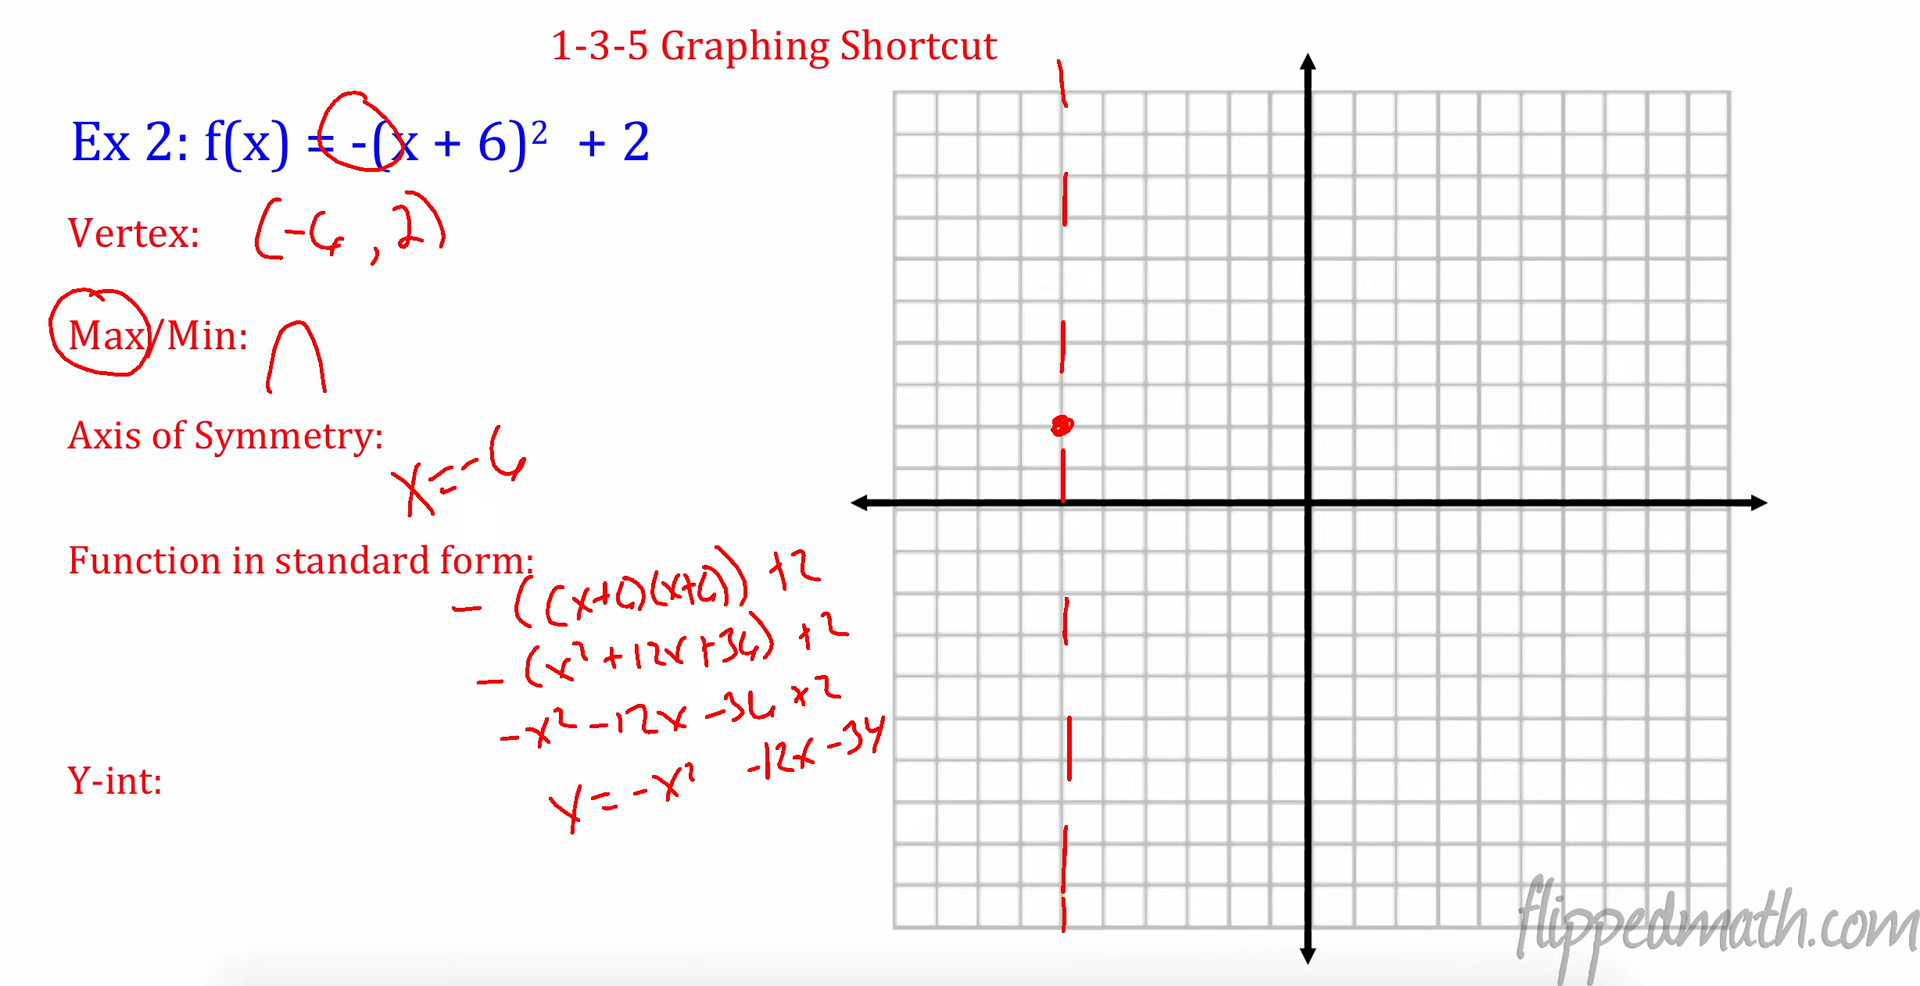 1-3-5 Graphing Shortcut
Ex 2: f(x) = -(x + 6)² + 2
Vertex: (-6, 2)
Max/Min:
Axis of Symmetry: x = -6
Function in standard form:
- ((x+6)(x+6)) +2
- (x² + 12x + 36) +2
-x² - 12x - 36 + 2
y = -x² - 12x - 34
Y-int:
flippedmath.com